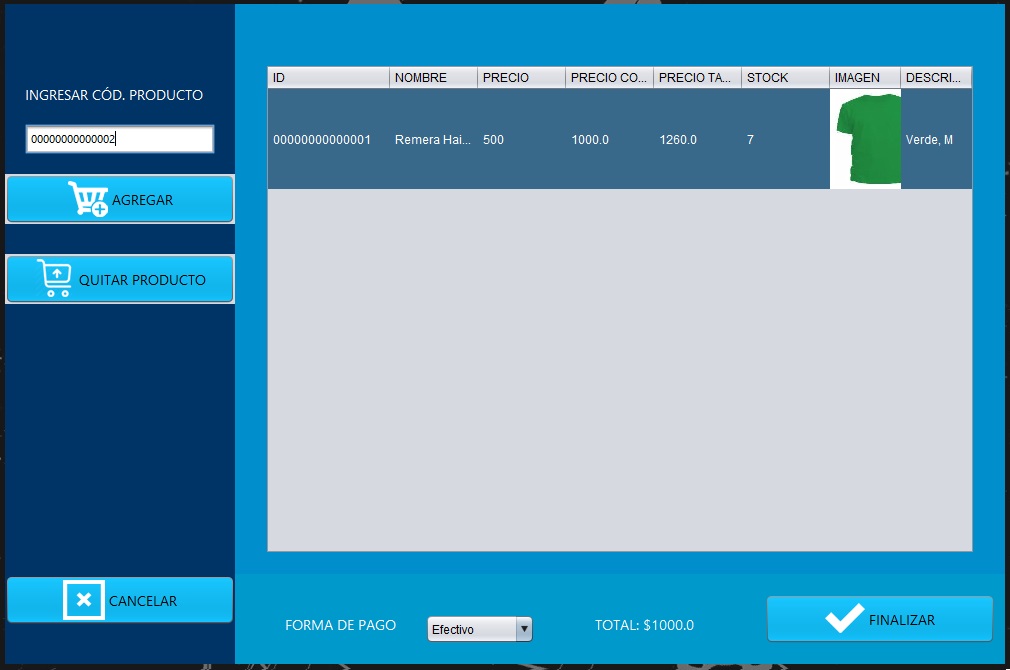 INGRESAR CÓD. PRODUCTO
00000000000002
AGREGAR
QUITAR PRODUCTO
CANCELAR
ID NOMBRE PRECIO PRECIO CO... PRECIO TA... STOCK IMAGEN DESCRI...
00000000000001 Remera Hai... 500 1000.0 1260.0 7 Verde, M
FORMA DE PAGO Efectivo TOTAL: $1000.0 FINALIZAR